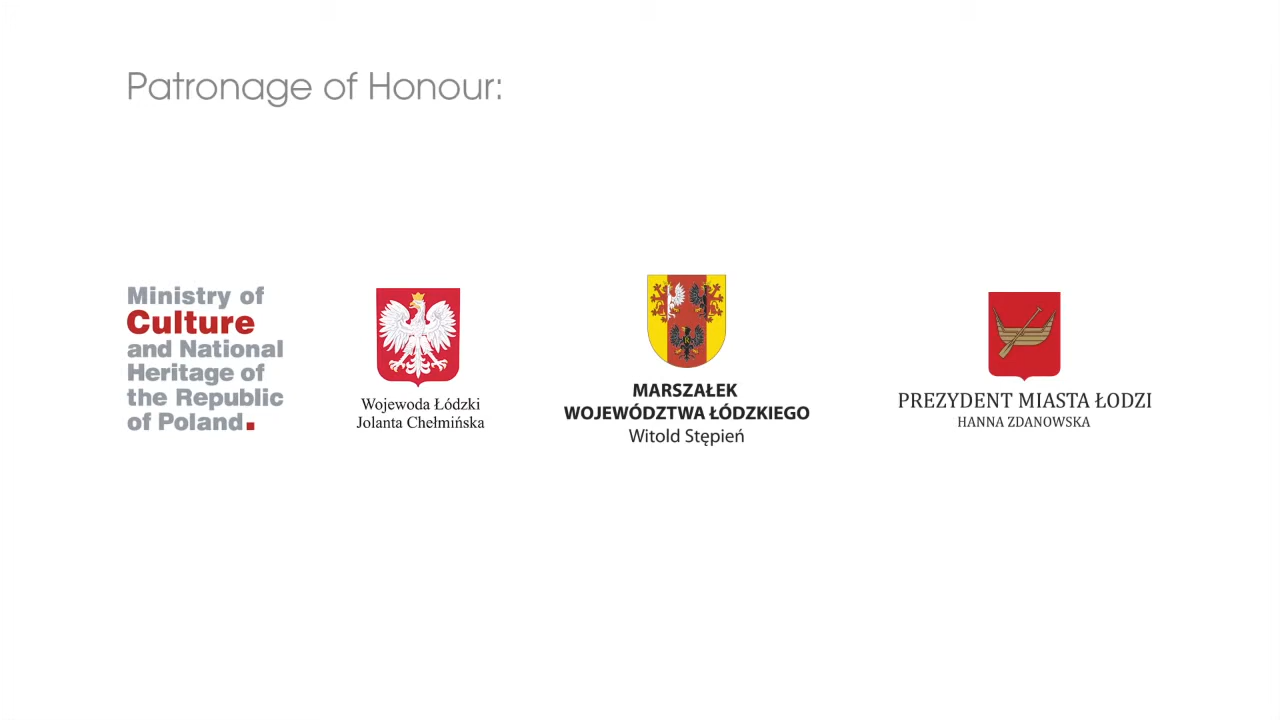 Patronage of Honour:
Ministry of
Culture
and National
Heritage of
the Republic
of Poland.
Wojewoda Łódzki
Jolanta Chełmińska
MARSZAŁEK
WOJEWÓDZTWA ŁÓDZKIEGO
Witold Stępień
PREZYDENT MIASTA ŁODZI
HANNA ZDANOWSKA